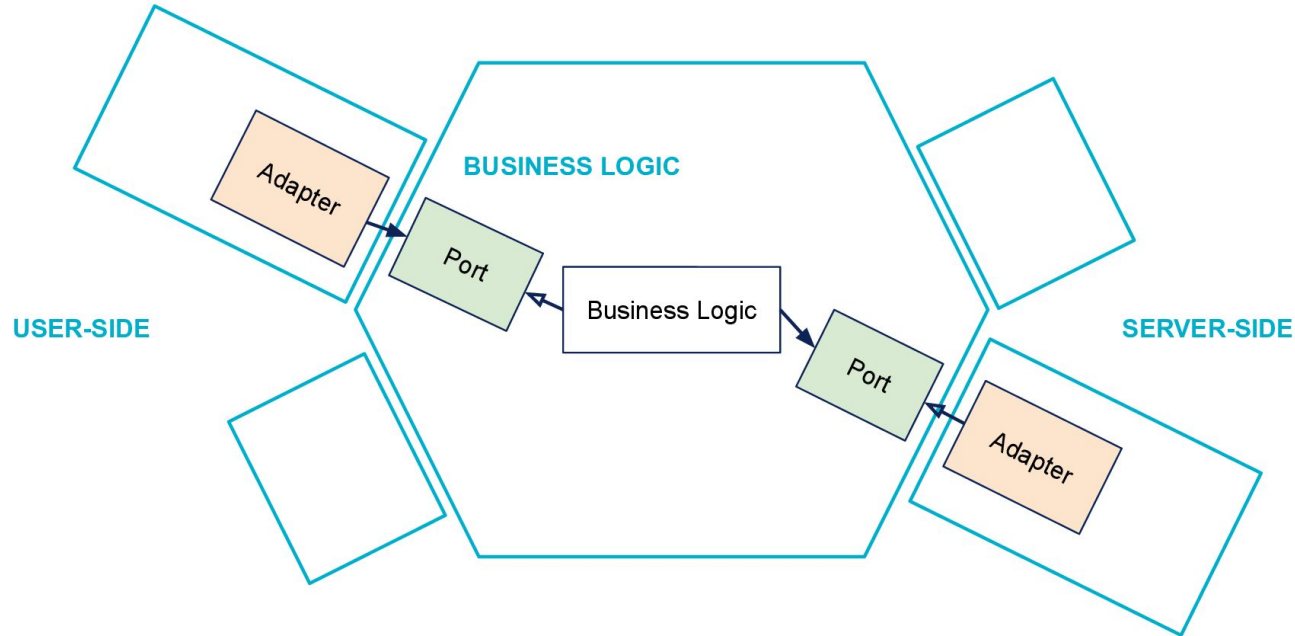 Adapter
BUSINESS LOGIC
Port
USER-SIDE
Business Logic
SERVER-SIDE
Port
Adapter